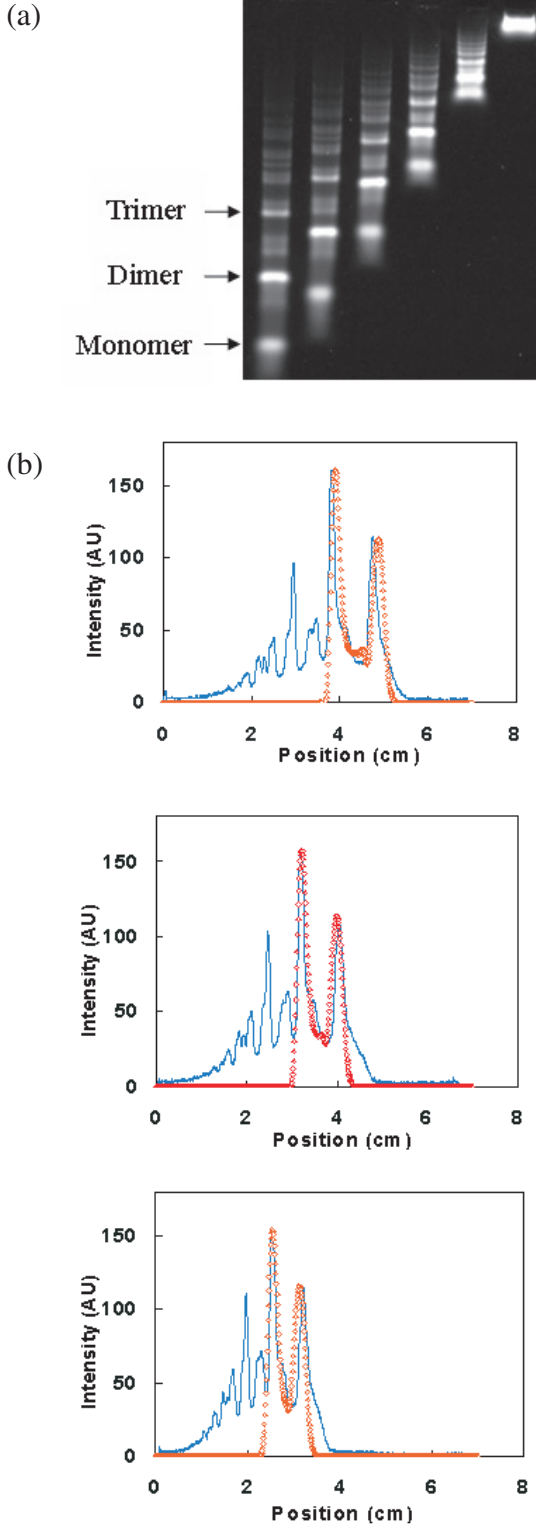 (a)
Trimer
Dimer
Monomer
(b)
150
100
50
0
Intensity (AU)
0 2 4 6 8
Position (cm)
150
100
50
0
Intensity (AU)
0 2 4 6 8
Position (cm)
150
100
50
0
Intensity (AU)
0 2 4 6 8
Position (cm)